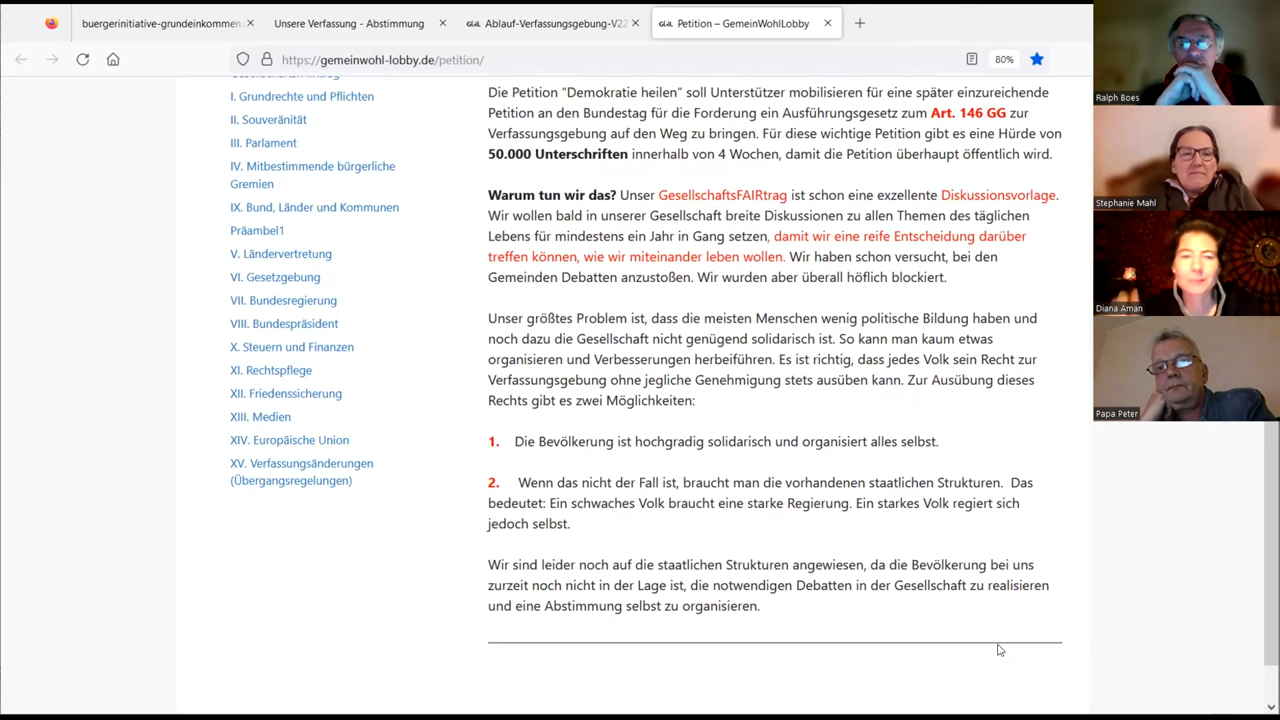 buergerinitiative-grundeinkommen.
Unsere Verfassung - Abstimmung
Ablauf-Verfassungsgebung-V22
Petition – GemeinWohlLobby
https://gemeinwohl-lobby.de/petition/
80%
I. Grundrechte und Pflichten
II. Souveränität
III. Parlament
IV. Mitbestimmende bürgerliche
Gremien
IX. Bund, Länder und Kommunen
Präambel1
V. Ländervertretung
VI. Gesetzgebung
VII. Bundesregierung
VIII. Bundespräsident
X. Steuern und Finanzen
XI. Rechtspflege
XII. Friedenssicherung
XIII. Medien
XIV. Europäische Union
XV. Verfassungsänderungen
(Übergangsregelungen)
Die Petition “Demokratie heilen” soll Unterstützer mobilisieren für eine später einzureichende
Petition an den Bundestag für die Forderung ein Ausführungsgesetz zum Art. 146 GG zur
Verfassungsgebung auf den Weg zu bringen. Für diese wichtige Petition gibt es eine Hürde von
50.000 Unterschriften innerhalb von 4 Wochen, damit die Petition überhaupt öffentlich wird.
Warum tun wir das? Unser GesellschaftsFAIRtrag ist schon eine exzellente Diskussionsvorlage.
Wir wollen bald in unserer Gesellschaft breite Diskussionen zu allen Themen des täglichen
Lebens für mindestens ein Jahr in Gang setzen, damit wir eine reife Entscheidung darüber
treffen können, wie wir miteinander leben wollen. Wir haben schon versucht, bei den
Gemeinden Debatten anzustoßen. Wir wurden aber überall höflich blockiert.
Unser größtes Problem ist, dass die meisten Menschen wenig politische Bildung haben und
noch dazu die Gesellschaft nicht genügend solidarisch ist. So kann man kaum etwas
organisieren und Verbesserungen herbeiführen. Es ist richtig, dass jedes Volk sein Recht zur
Verfassungsgebung ohne jegliche Genehmigung stets ausüben kann. Zur Ausübung dieses
Rechts gibt es zwei Möglichkeiten:
1. Die Bevölkerung ist hochgradig solidarisch und organisiert alles selbst.
2. Wenn das nicht der Fall ist, braucht man die vorhandenen staatlichen Strukturen. Das
bedeutet: Ein schwaches Volk braucht eine starke Regierung. Ein starkes Volk regiert sich
jedoch selbst.
Wir sind leider noch auf die staatlichen Strukturen angewiesen, da die Bevölkerung bei uns
zurzeit noch nicht in der Lage ist, die notwendigen Debatten in der Gesellschaft zu realisieren
und eine Abstimmung selbst zu organisieren.
Ralph Boes
Stephanie Mahl
Diana Aman
Papa Peter